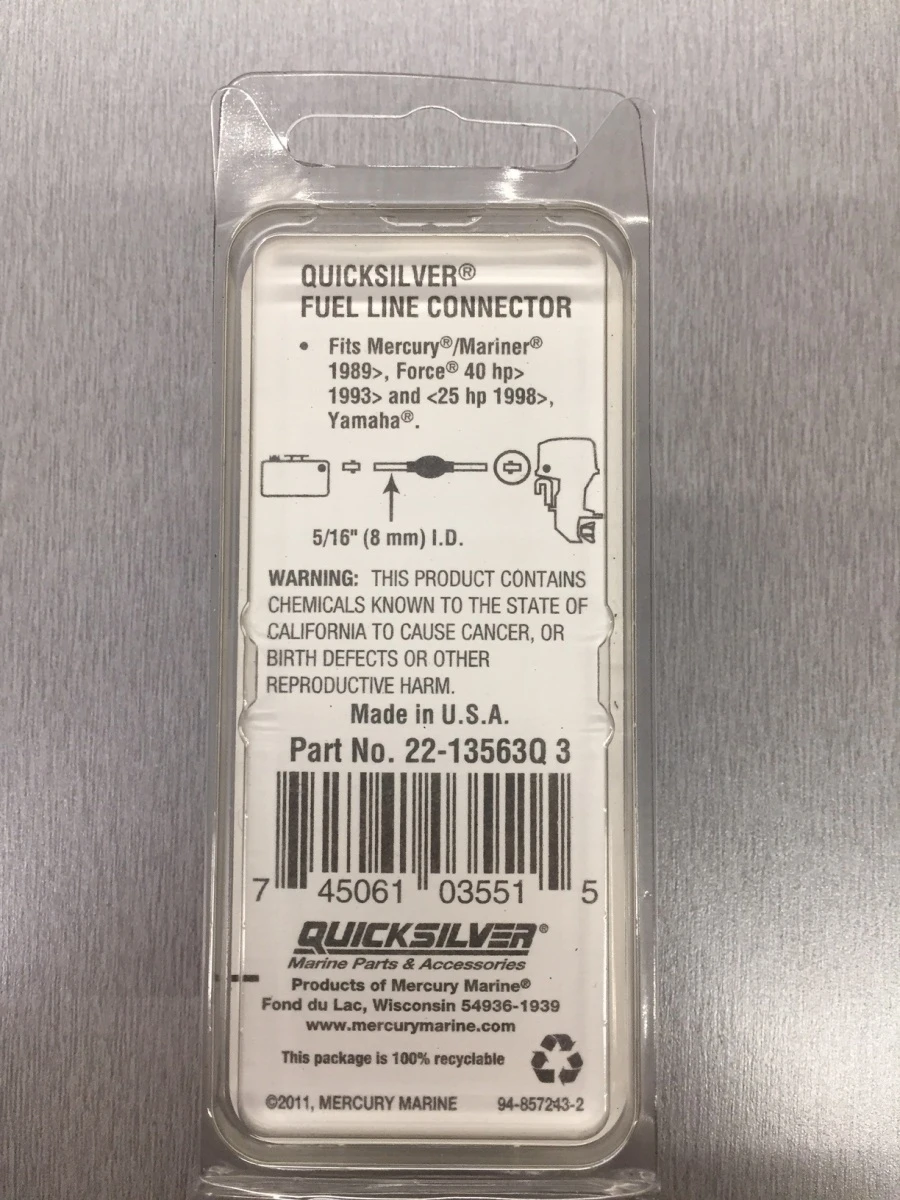 QUICKSILVER®
FUEL LINE CONNECTOR
• Fits Mercury®/Mariner®
1989>, Force® 40 hp>
1993> and <25 hp 1998>,
Yamaha®.
5/16" (8 mm) I.D.
WARNING: THIS PRODUCT CONTAINS
CHEMICALS KNOWN TO THE STATE OF
CALIFORNIA TO CAUSE CANCER, OR
BIRTH DEFECTS OR OTHER
REPRODUCTIVE HARM.
Made in U.S.A.
Part No. 22-13563Q 3
7 45061 03551 5
QUICKSILVER®
Marine Parts & Accessories
Products of Mercury Marine®
Fond du Lac, Wisconsin 54936-1939
www.mercurymarine.com
This package is 100% recyclable
©2011, MERCURY MARINE 94-857243-2